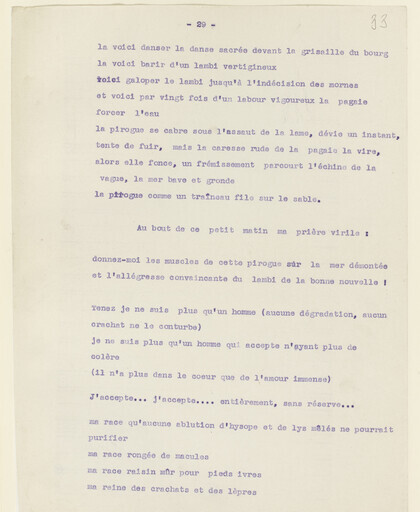 - 29 -
33
la voici danser la danse sacrée devant la grisaille du bourg
la voici barir d'un lambi vertigineux
voici galoper le lambi jusqu'à l'indécision des mornes
et voici par vingt fois d'un labour vigoureux la pagaie
forcer l'eau
la pirogue se cabre sous l'assaut de la lame, dévie un instant,
tente de fuir, mais la caresse rude de la pagaie la vire,
alors elle fonce, un frémissement parcourt l'échine de la
vague, la mer bave et gronde
la pirogue comme un traîneau file sur le sable.
Au bout de ce petit matin ma prière virile :
donnez-moi les muscles de cette pirogue sur la mer démontée
et l'allégresse convaincante du lambi de la bonne nouvelle !
Tenez je ne suis plus qu'un homme (aucune dégradation, aucun
crachat ne le conturbe)
je ne suis plus qu'un homme qui accepte n'ayant plus de
colère
(il n'a plus dans le coeur que de l'amour immense)
J'accepte... j'accepte.... entièrement, sans réserve...
ma race qu'aucune ablution d'hysope et de lys mêlés ne pourrait
purifier
ma race rongée de macules
ma race raisin mûr pour pieds ivres
ma reine des crachats et des lèpres